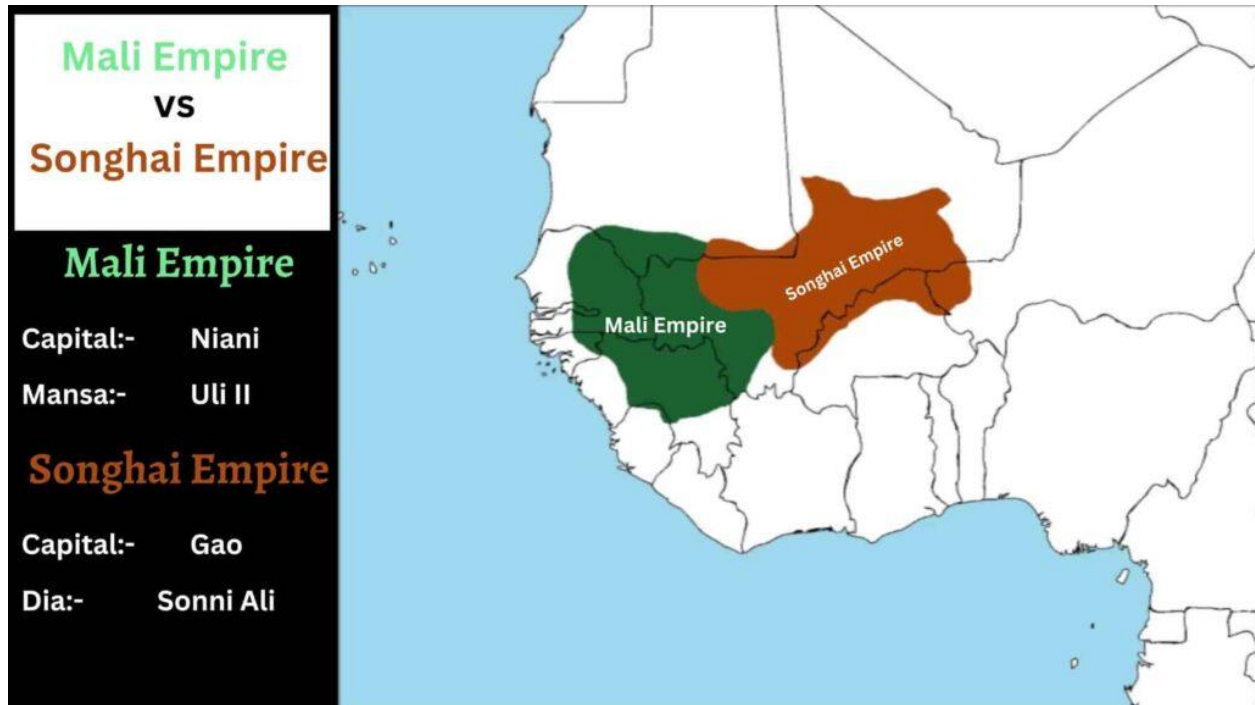 Mali Empire
vs
Songhai Empire
Mali Empire
Capital:- Niani
Mansa:- Uli II
Songhai Empire
Capital:- Gao
Dia:- Sonni Ali
Mali Empire
Songhai Empire